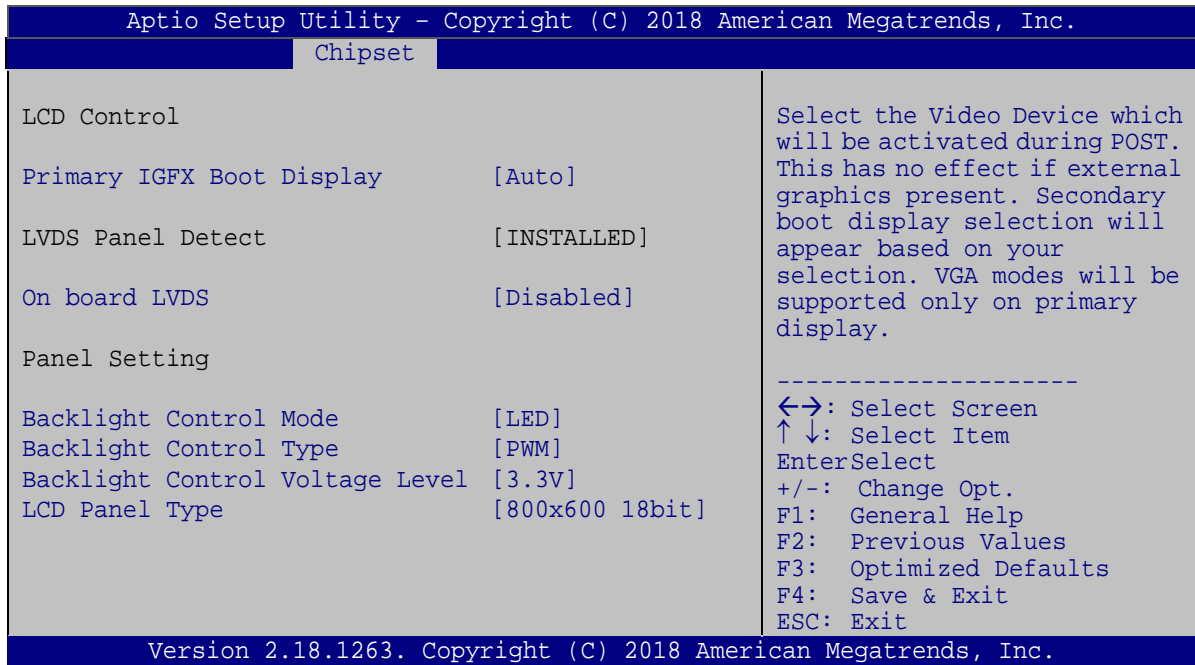 Aptio Setup Utility – Copyright (C) 2018 American Megatrends, Inc.
Chipset
LCD Control
Primary IGFX Boot Display [Auto]
LVDS Panel Detect [INSTALLED]
On board LVDS [Disabled]
Panel Setting
Backlight Control Mode [LED]
Backlight Control Type [PWM]
Backlight Control Voltage Level [3.3V]
LCD Panel Type [800x600 18bit]
Select the Video Device which
will be activated during POST.
This has no effect if external
graphics present. Secondary
boot display selection will
appear based on your
selection. VGA modes will be
supported only on primary
display.
---------------------
←→: Select Screen
↑ ↓: Select Item
EnterSelect
+/-: Change Opt.
F1: General Help
F2: Previous Values
F3: Optimized Defaults
F4: Save & Exit
ESC: Exit
Version 2.18.1263. Copyright (C) 2018 American Megatrends, Inc.